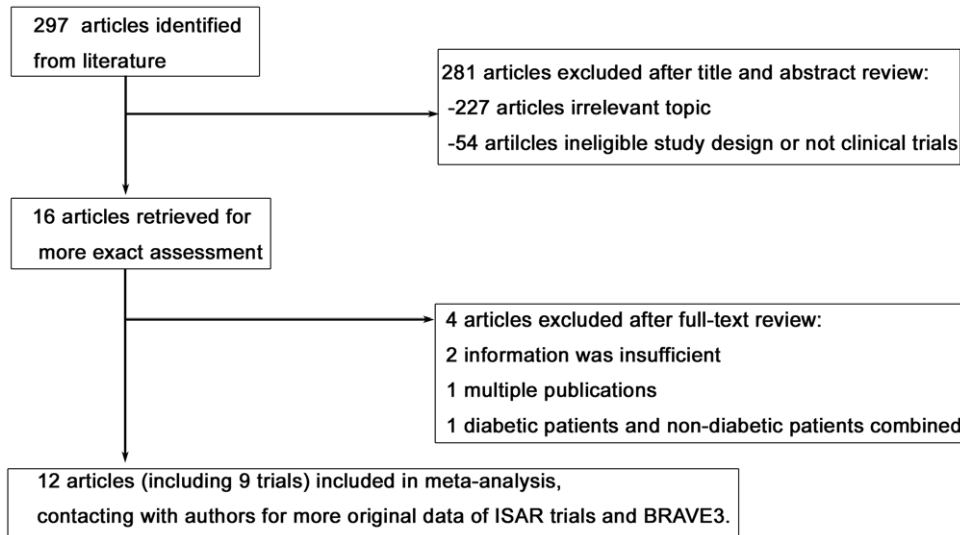 297 articles identified
from literature
281 articles excluded after title and abstract review:
-227 articles irrelevant topic
-54 artilcles ineligible study design or not clinical trials
16 articles retrieved for
more exact assessment
4 articles excluded after full-text review:
2 information was insufficient
1 multiple publications
1 diabetic patients and non-diabetic patients combined
12 articles (including 9 trials) included in meta-analysis,
contacting with authors for more original data of ISAR trials and BRAVE3.